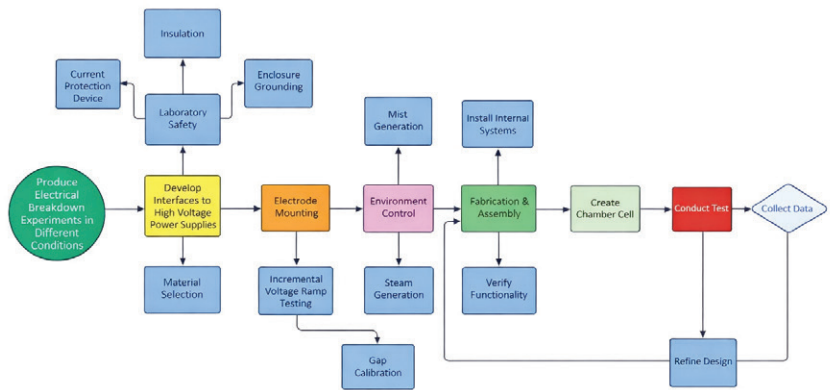 Insulation
Current
Protection
Device
Enclosure
Grounding
Laboratory
Safety
Mist
Generation
Install Internal
Systems
Produce
Electrical
Breakdown
Experiments in
Different
Conditions
Develop
Interfaces to
High Voltage
Power Supplies
Electrode
Mounting
Environment
Control
Fabrication &
Assembly
Create
Chamber Cell
Conduct Test
Collect Data
Material
Selection
Incremental
Voltage Ramp
Testing
Steam
Generation
Verify
Functionality
Gap
Calibration
Refine Design